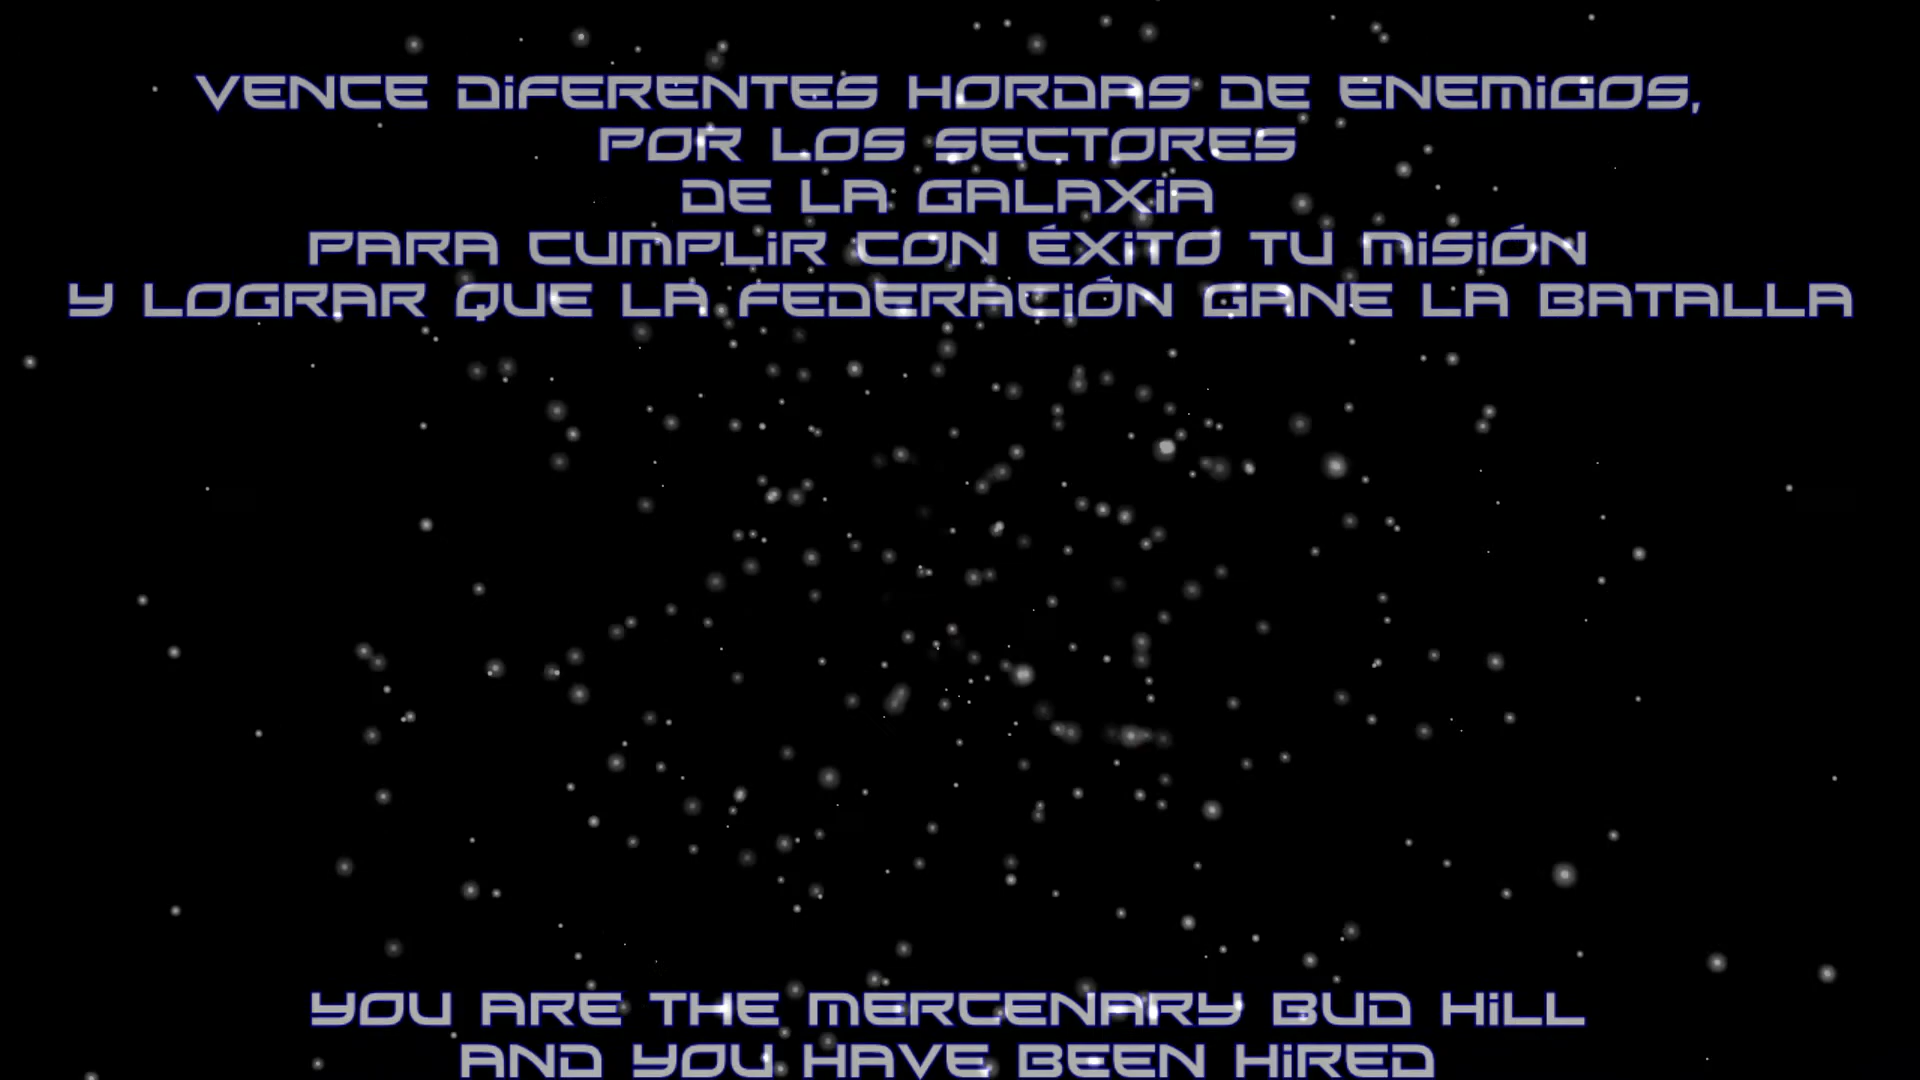 VENCE DiFERENTES HORDAS DE ENEMiGOS,
POR LOS SECTORES
DE LA GALAXiA
PARA CUMPLiR CON ÉXiTO TU MiSiÓN
Y LOGRAR QUE LA FEDERACiÓN GANE LA BATALLA
YOU ARE THE MERCENARY BUD HiLL
AND YOU HAVE BEEN HiRED